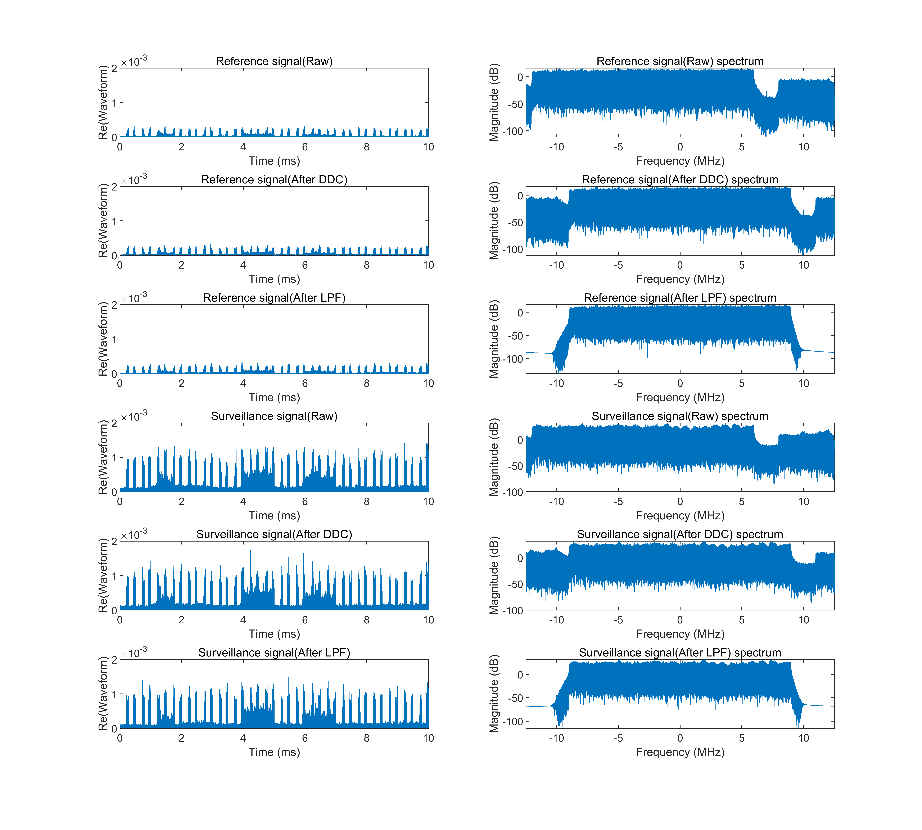 ×10-3
Reference signal(Raw)
2
1
0
Re(Waveform)
0 2 4 6 8 10
Time (ms)
Reference signal(Raw) spectrum
0
-50
-100
Magnitude (dB)
-10 -5 0 5 10
Frequency (MHz)
×10-3
Reference signal(After DDC)
2
1
0
Re(Waveform)
0 2 4 6 8 10
Time (ms)
Reference signal(After DDC) spectrum
0
-50
-100
Magnitude (dB)
-10 -5 0 5 10
Frequency (MHz)
×10-3
Reference signal(After LPF)
2
1
0
Re(Waveform)
0 2 4 6 8 10
Time (ms)
Reference signal(After LPF) spectrum
0
-50
-100
Magnitude (dB)
-10 -5 0 5 10
Frequency (MHz)
×10-3
Surveillance signal(Raw)
2
1
0
Re(Waveform)
0 2 4 6 8 10
Time (ms)
Surveillance signal(Raw) spectrum
0
-50
-100
Magnitude (dB)
-10 -5 0 5 10
Frequency (MHz)
×10-3
Surveillance signal(After DDC)
2
1
0
Re(Waveform)
0 2 4 6 8 10
Time (ms)
Surveillance signal(After DDC) spectrum
0
-50
-100
Magnitude (dB)
-10 -5 0 5 10
Frequency (MHz)
×10-3
Surveillance signal(After LPF)
2
1
0
Re(Waveform)
0 2 4 6 8 10
Time (ms)
Surveillance signal(After LPF) spectrum
0
-50
-100
Magnitude (dB)
-10 -5 0 5 10
Frequency (MHz)